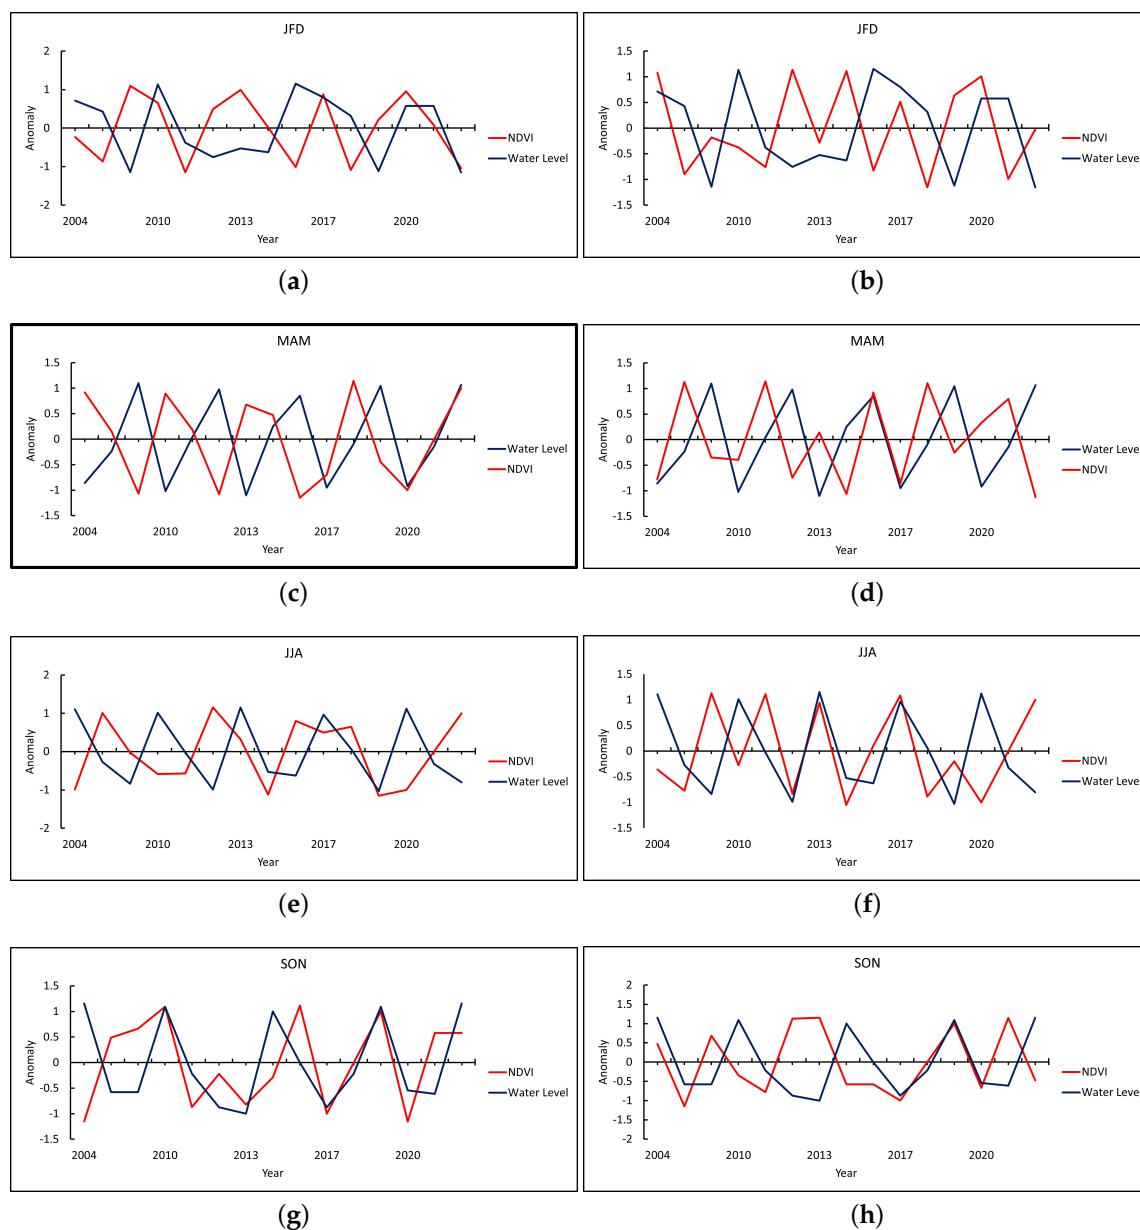 JFD
2
1
0
-1
-2
Anomaly
2004 2010 2013 2017 2020
Year
NDVI
Water Level
(a)
JFD
1.5
1
0.5
0
-0.5
-1
-1.5
Anomaly
2004 2010 2013 2017 2020
Year
NDVI
Water Level
(b)
MAM
1.5
1
0.5
0
-0.5
-1
-1.5
Anomaly
2004 2010 2013 2017 2020
Year
Water Level
NDVI
(c)
MAM
1.5
1
0.5
0
-0.5
-1
-1.5
Anomaly
2004 2010 2013 2017 2020
Year
Water Level
NDVI
(d)
JJA
2
1
0
-1
-2
Anomaly
2004 2010 2013 2017 2020
Year
NDVI
Water Level
(e)
JJA
1.5
1
0.5
0
-0.5
-1
-1.5
Anomaly
2004 2010 2013 2017 2020
Year
NDVI
Water Level
(f)
SON
1.5
1
0.5
0
-0.5
-1
-1.5
Anomaly
2004 2010 2013 2017 2020
Year
NDVI
Water Level
(g)
SON
2
1.5
1
0.5
0
-0.5
-1
-1.5
-2
Anomaly
2004 2010 2013 2017 2020
Year
NDVI
Water Level
(h)